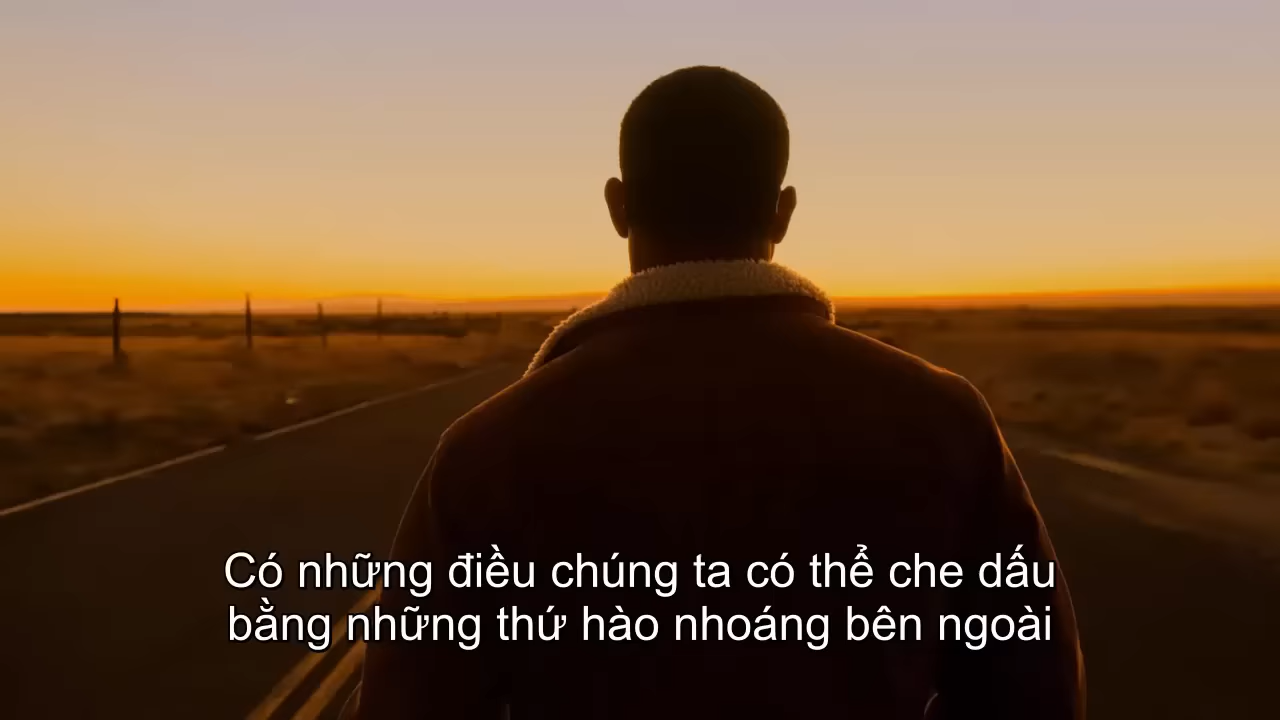 Có những điều chúng ta có thể che dấu
bằng những thứ hào nhoáng bên ngoài